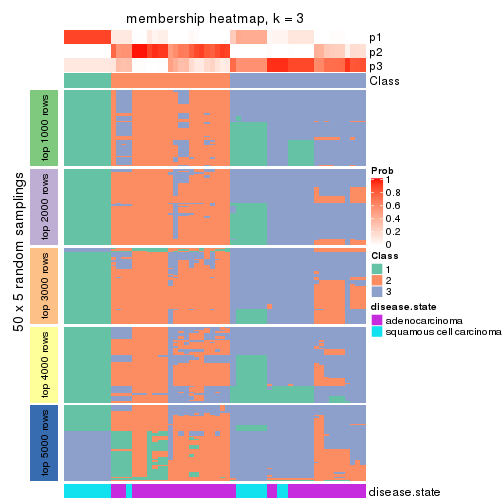 membership heatmap, k = 3
p1
p2
p3
Class
50 x 5 random samplings
top 1000 rows
top 2000 rows
top 3000 rows
top 4000 rows
top 5000 rows
Prob
1
0.8
0.6
0.4
0.2
0
Class
1
2
3
disease.state
adenocarcinoma
squamous cell carcinoma
disease.state